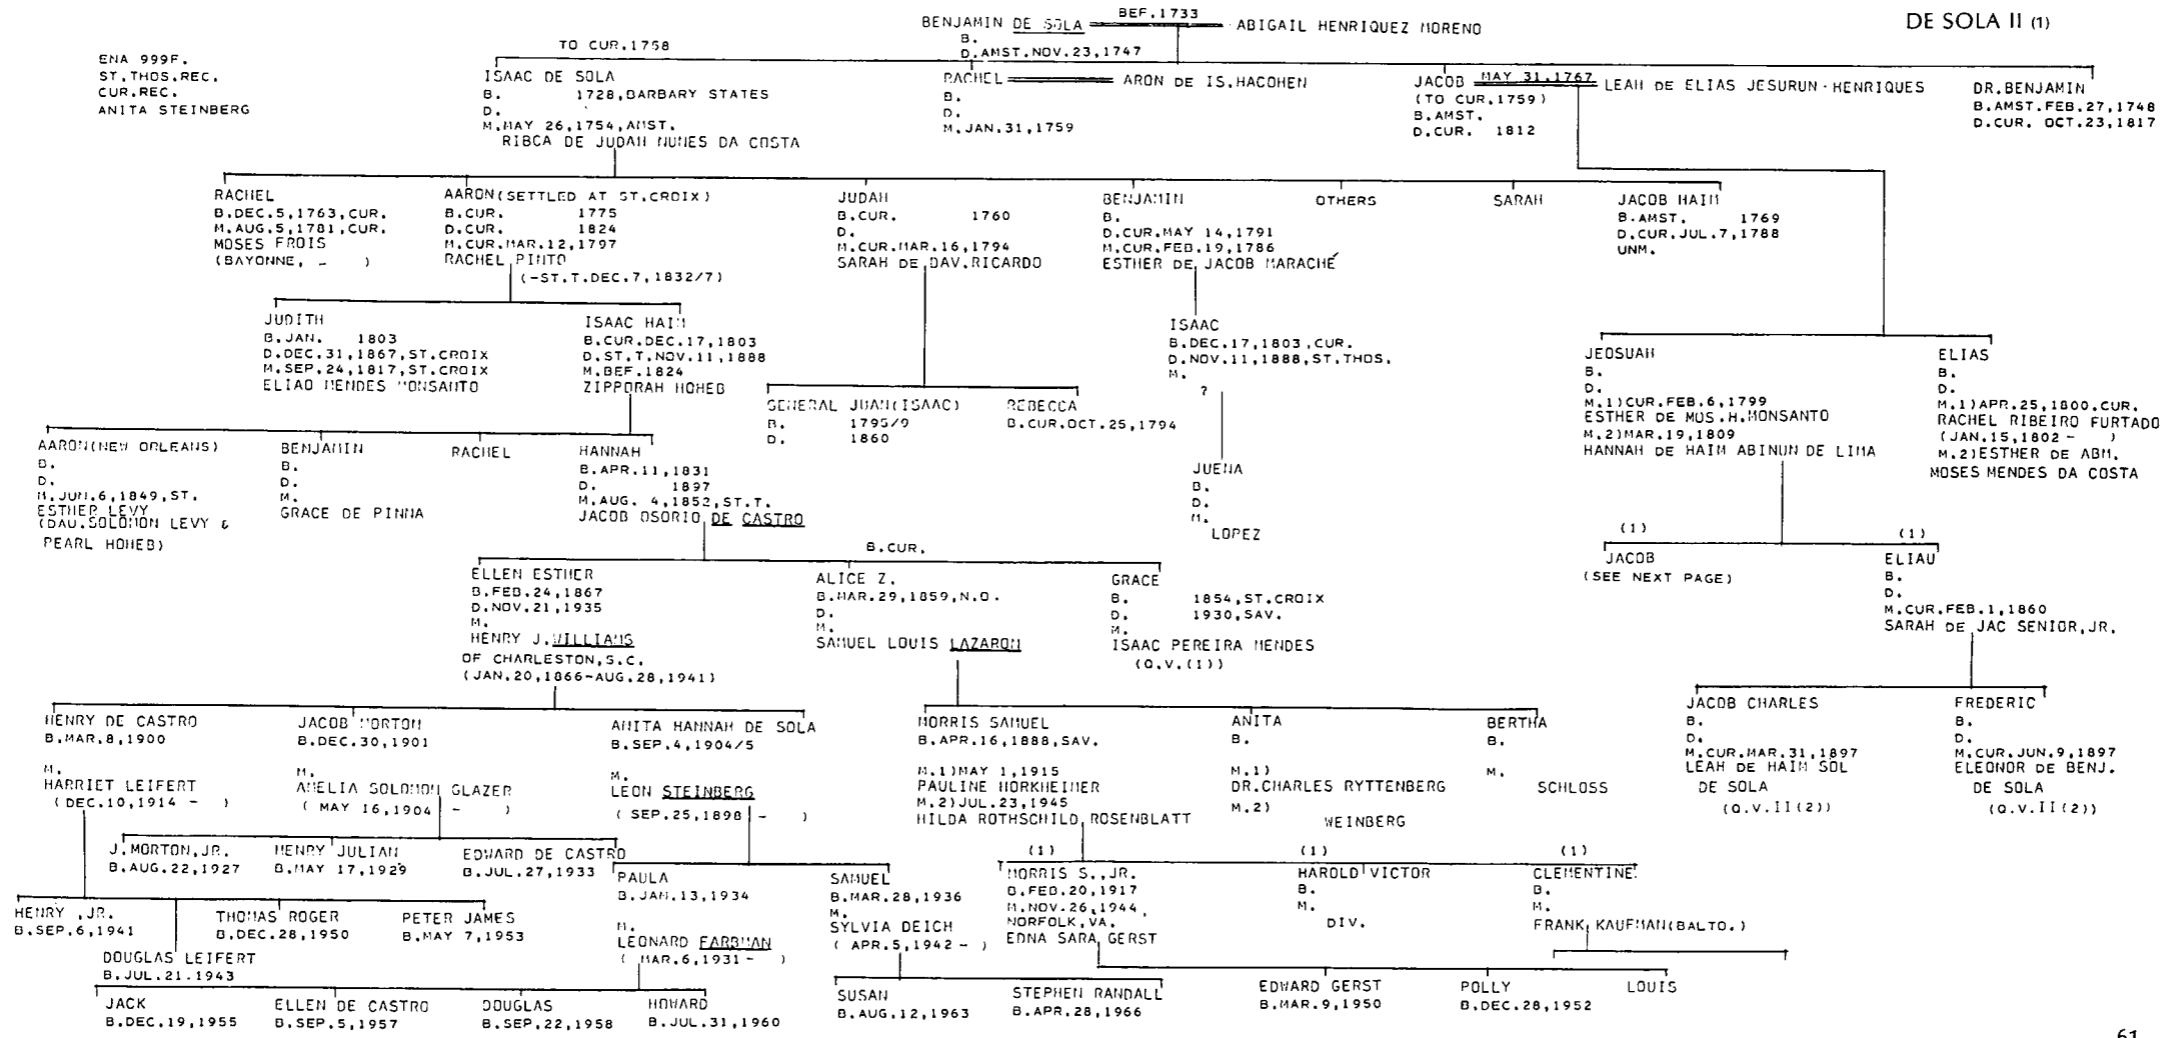 DE SOLA II (1)
ENA 999F.
ST.THOS.REC.
CUR.REC.
ANITA STEINBERG
BENJAMIN DE SOLA BEF.1733 ABIGAIL HENRIQUEZ MORENO
B.
D.AMST.NOV.23,1747
TO CUR.1758
ISAAC DE SOLA
B. 1728,BARBARY STATES
D.
M.MAY 26,1754,AMST.
RIBCA DE JUDAH NUNES DA COSTA
RACHEL ARON DE IS.HACOHEN
B.
D.
M.JAN.31,1759
JACOB MAY 31,1767 LEAH DE ELIAS JESURUN-HENRIQUES
(TO CUR.1759)
B.AMST.
D.CUR. 1812
DR.BENJAMIN
B.AMST.FEB.27,1748
D.CUR. OCT.23,1817
RACHEL
B.DEC.5,1763,CUR.
M.AUG.5,1781,CUR.
MOSES FROIS
(BAYONNE, - )
AARON(SETTLED AT ST.CROIX)
B.CUR. 1775
D.CUR. 1824
M.CUR.MAR.12,1797
RACHEL PINTO
(-ST.T.DEC.7,1832/7)
JUDAH
B.CUR. 1760
D.
M.CUR.MAR.16,1794
SARAH DE DAV.RICARDO
BENJAMIN
B.
D.CUR.MAY 14,1791
M.CUR.FEB.19,1786
ESTHER DE JACOB MARACHE
OTHERS
SARAH
JACOB HAIM
B.AMST. 1769
D.CUR.JUL.7,1788
UNM.
JUDITH
B.JAN. 1803
D.DEC.31,1867,ST.CROIX
M.SEP.24,1817,ST.CROIX
ELIAO MENDES MONSANTO
ISAAC HAIM
B.CUR.DEC.17,1803
D.ST.T.NOV.11,1888
M.BEF.1824
ZIPPORAH HOHEB
GENERAL JUAN(ISAAC)
B. 1795/9
D. 1860
REBECCA
B.CUR.OCT.25,1794
ISAAC
B.DEC.17,1803,CUR.
D.NOV.11,1888,ST.THOS.
M.
?
JUENA
B.
D.
M.
LOPEZ
JEOSUAH
B.
D.
M.1)CUR.FEB.6,1799
ESTHER DE MOS.H.MONSANTO
M.2)MAR.19,1809
HANNAH DE HAIM ABINUN DE LIMA
ELIAS
B.
D.
M.1)APR.25,1800.CUR.
RACHEL RIBEIRO FURTADO
(JAN.15,1802 - )
M.2)ESTHER DE ABM.
MOSES MENDES DA COSTA
AARON(NEW ORLEANS)
B.
D.
M.JUN.6,1849,ST.
ESTHER LEVY
(DAU.SOLOMON LEVY &
PEARL HOHEB)
BENJAMIN
B.
D.
M.
GRACE DE PINNA
RACHEL
HANNAH
B.APR.11,1831
D. 1897
M.AUG. 4,1852,ST.T.
JACOB OSORIO DE CASTRO
(1)
JACOB
(SEE NEXT PAGE)
(1)
ELIAU
B.
D.
M.CUR.FEB.1,1860
SARAH DE JAC SENIOR,JR.
B.CUR.
ELLEN ESTHER
B.FEB.24,1867
D.NOV.21,1935
M.
HENRY J.WILLIAMS
OF CHARLESTON,S.C.
(JAN.20,1866-AUG.28,1941)
ALICE Z.
B.MAR.29,1859,N.O.
D.
M.
SAMUEL LOUIS LAZARON
GRACE
B. 1854,ST.CROIX
D. 1930,SAV.
M.
ISAAC PEREIRA MENDES
(Q.V.(1))
JACOB CHARLES
B.
D.
M.CUR.MAR.31,1897
LEAH DE HAIM SOL
DE SOLA
(Q.V.II(2))
FREDERIC
B.
D.
M.CUR.JUN.9,1897
ELEONOR DE BENJ.
DE SOLA
(Q.V.II(2))
HENRY DE CASTRO
B.MAR.8,1900
M.
HARRIET LEIFERT
(DEC.10,1914 - )
JACOB MORTON
B.DEC.30,1901
M.
AMELIA SOLOMON GLAZER
( MAY 16,1904 - )
ANITA HANNAH DE SOLA
B.SEP.4,1904/5
M.
LEON STEINBERG
( SEP.25,1898 - )
MORRIS SAMUEL
B.APR.16,1888,SAV.
M.1)MAY 1,1915
PAULINE HORKHEIMER
M.2)JUL.23,1945
HILDA ROTHSCHILD ROSENBLATT
ANITA
B.
M.1)
DR.CHARLES RYTTENBERG
M.2)
WEINBERG
BERTHA
B.
M.
SCHLOSS
J.MORTON,JR.
B.AUG.22,1927
HENRY JULIAN
B.MAY 17,1929
EDWARD DE CASTRO
B.JUL.27,1933
PAULA
B.JAN.13,1934
M.
LEONARD FARBMAN
( MAR.6,1931- )
SAMUEL
B.MAR.28,1936
M.
SYLVIA DEICH
( APR.5,1942- )
(1)
MORRIS S.,JR.
B.FEB.20,1917
M.NOV.26,1944,
NORFOLK,VA.
EDNA SARA GERST
(1)
HAROLD VICTOR
B.
M.
DIV.
(1)
CLEMENTINE
B.
M.
FRANK KAUFMAN(BALTO.)
HENRY ,JR.
B.SEP.6,1941
DOUGLAS LEIFERT
B.JUL.21.1943
THOMAS ROGER
B.DEC.28,1950
PETER JAMES
B.MAY 7,1953
JACK
B.DEC.19,1955
ELLEN DE CASTRO
B.SEP.5,1957
DOUGLAS
B.SEP.22,1958
HOWARD
B.JUL.31,1960
SUSAN
B.AUG.12,1963
STEPHEN RANDALL
B.APR.28,1966
EDWARD GERST
B.MAR.9,1950
POLLY
B.DEC.28,1952
LOUIS
61